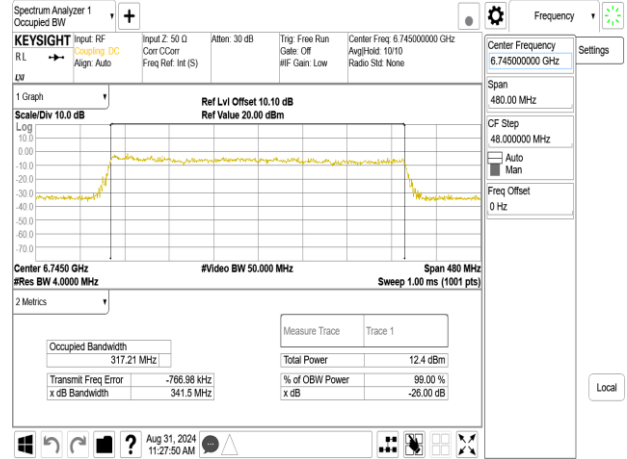 Spectrum Analyzer 1
Occupied BW
Frequency
KEYSIGHT
R L
LXI
Input: RF
Coupling: DC
Align: Auto
Input Z: 50 Ω
Corr CCorr
Freq Ref: Int (S)
Atten: 30 dB
Trig: Free Run
Gate: Off
#IF Gain: Low
Center Freq: 6.745000000 GHz
Avg|Hold: 10/10
Radio Std: None
Center Frequency
6.745000000 GHz
Settings
Span
480.00 MHz
CF Step
48.000000 MHz
Auto
Man
Freq Offset
0 Hz
1 Graph
Ref Lvl Offset 10.10 dB
Scale/Div 10.0 dB
Ref Value 20.00 dBm
Log
10.0
0.00
-10.0
-20.0
-30.0
-40.0
-50.0
-60.0
-70.0
Center 6.7450 GHz
#Video BW 50.000 MHz
Span 480 MHz
#Res BW 4.0000 MHz
Sweep 1.00 ms (1001 pts)
2 Metrics
Measure Trace Trace 1
Occupied Bandwidth
317.21 MHz
Total Power 12.4 dBm
Transmit Freq Error -766.98 kHz
% of OBW Power 99.00 %
x dB Bandwidth 341.5 MHz
x dB -26.00 dB
Local
?
Aug 31, 2024
11:27:50 AM